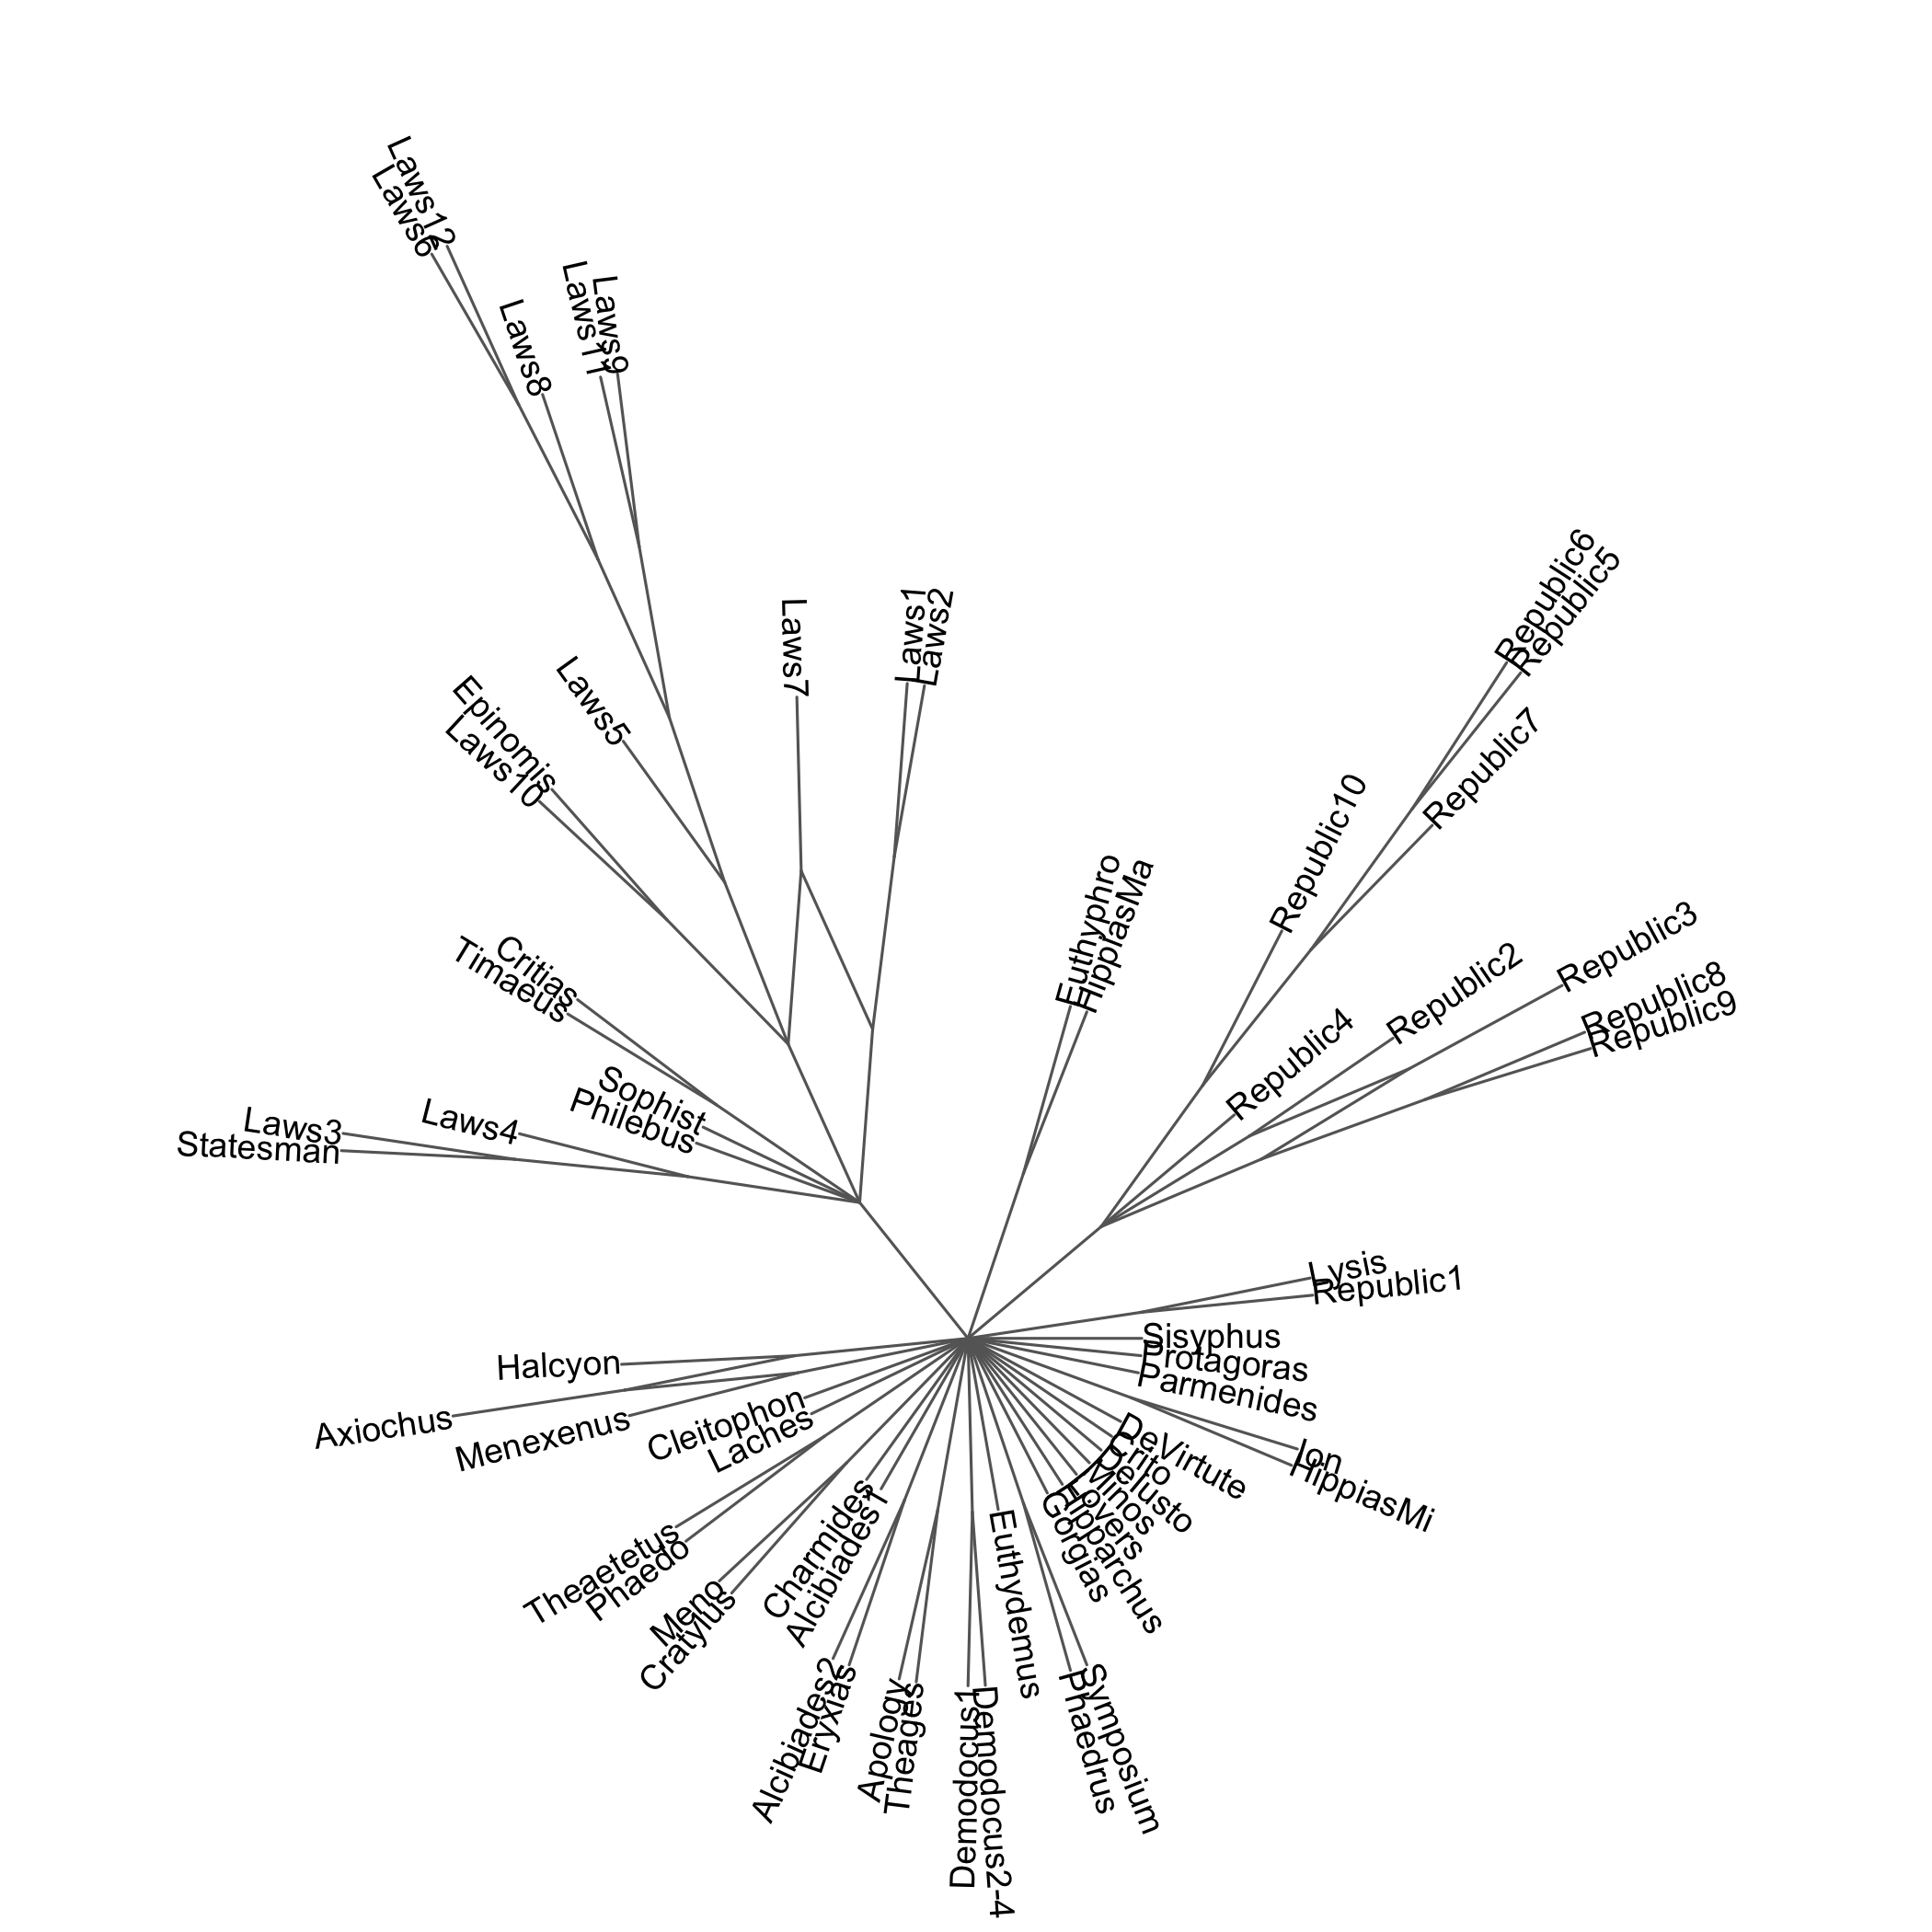 Laws12
Laws6
Laws8
Laws11
Laws9
Laws5
Laws7
Laws1
Laws2
Epinomis
Laws10
Critias
Timaeus
Sophist
Philebus
Laws4
Laws3
Statesman
Euthyphro
HippiasMa
Republic10
Republic6
Republic5
Republic7
Republic4
Republic2
Republic3
Republic8
Republic9
Lysis
Republic1
Sisyphus
Protagoras
Parmenides
Ion
HippiasMi
DeVirtute
Crito
DeIusto
Minos
Lovers
Hipparchus
Gorgias
Symposium
Phaedrus
Euthydemus
Demodocus2-4
Demodocus1
Theages
Apology
Eryxias
Alcibiades2
Alcibiades1
Charmides
Cratylus
Meno
Phaedo
Theaetetus
Laches
Cleitophon
Menexenus
Axiochus
Halcyon